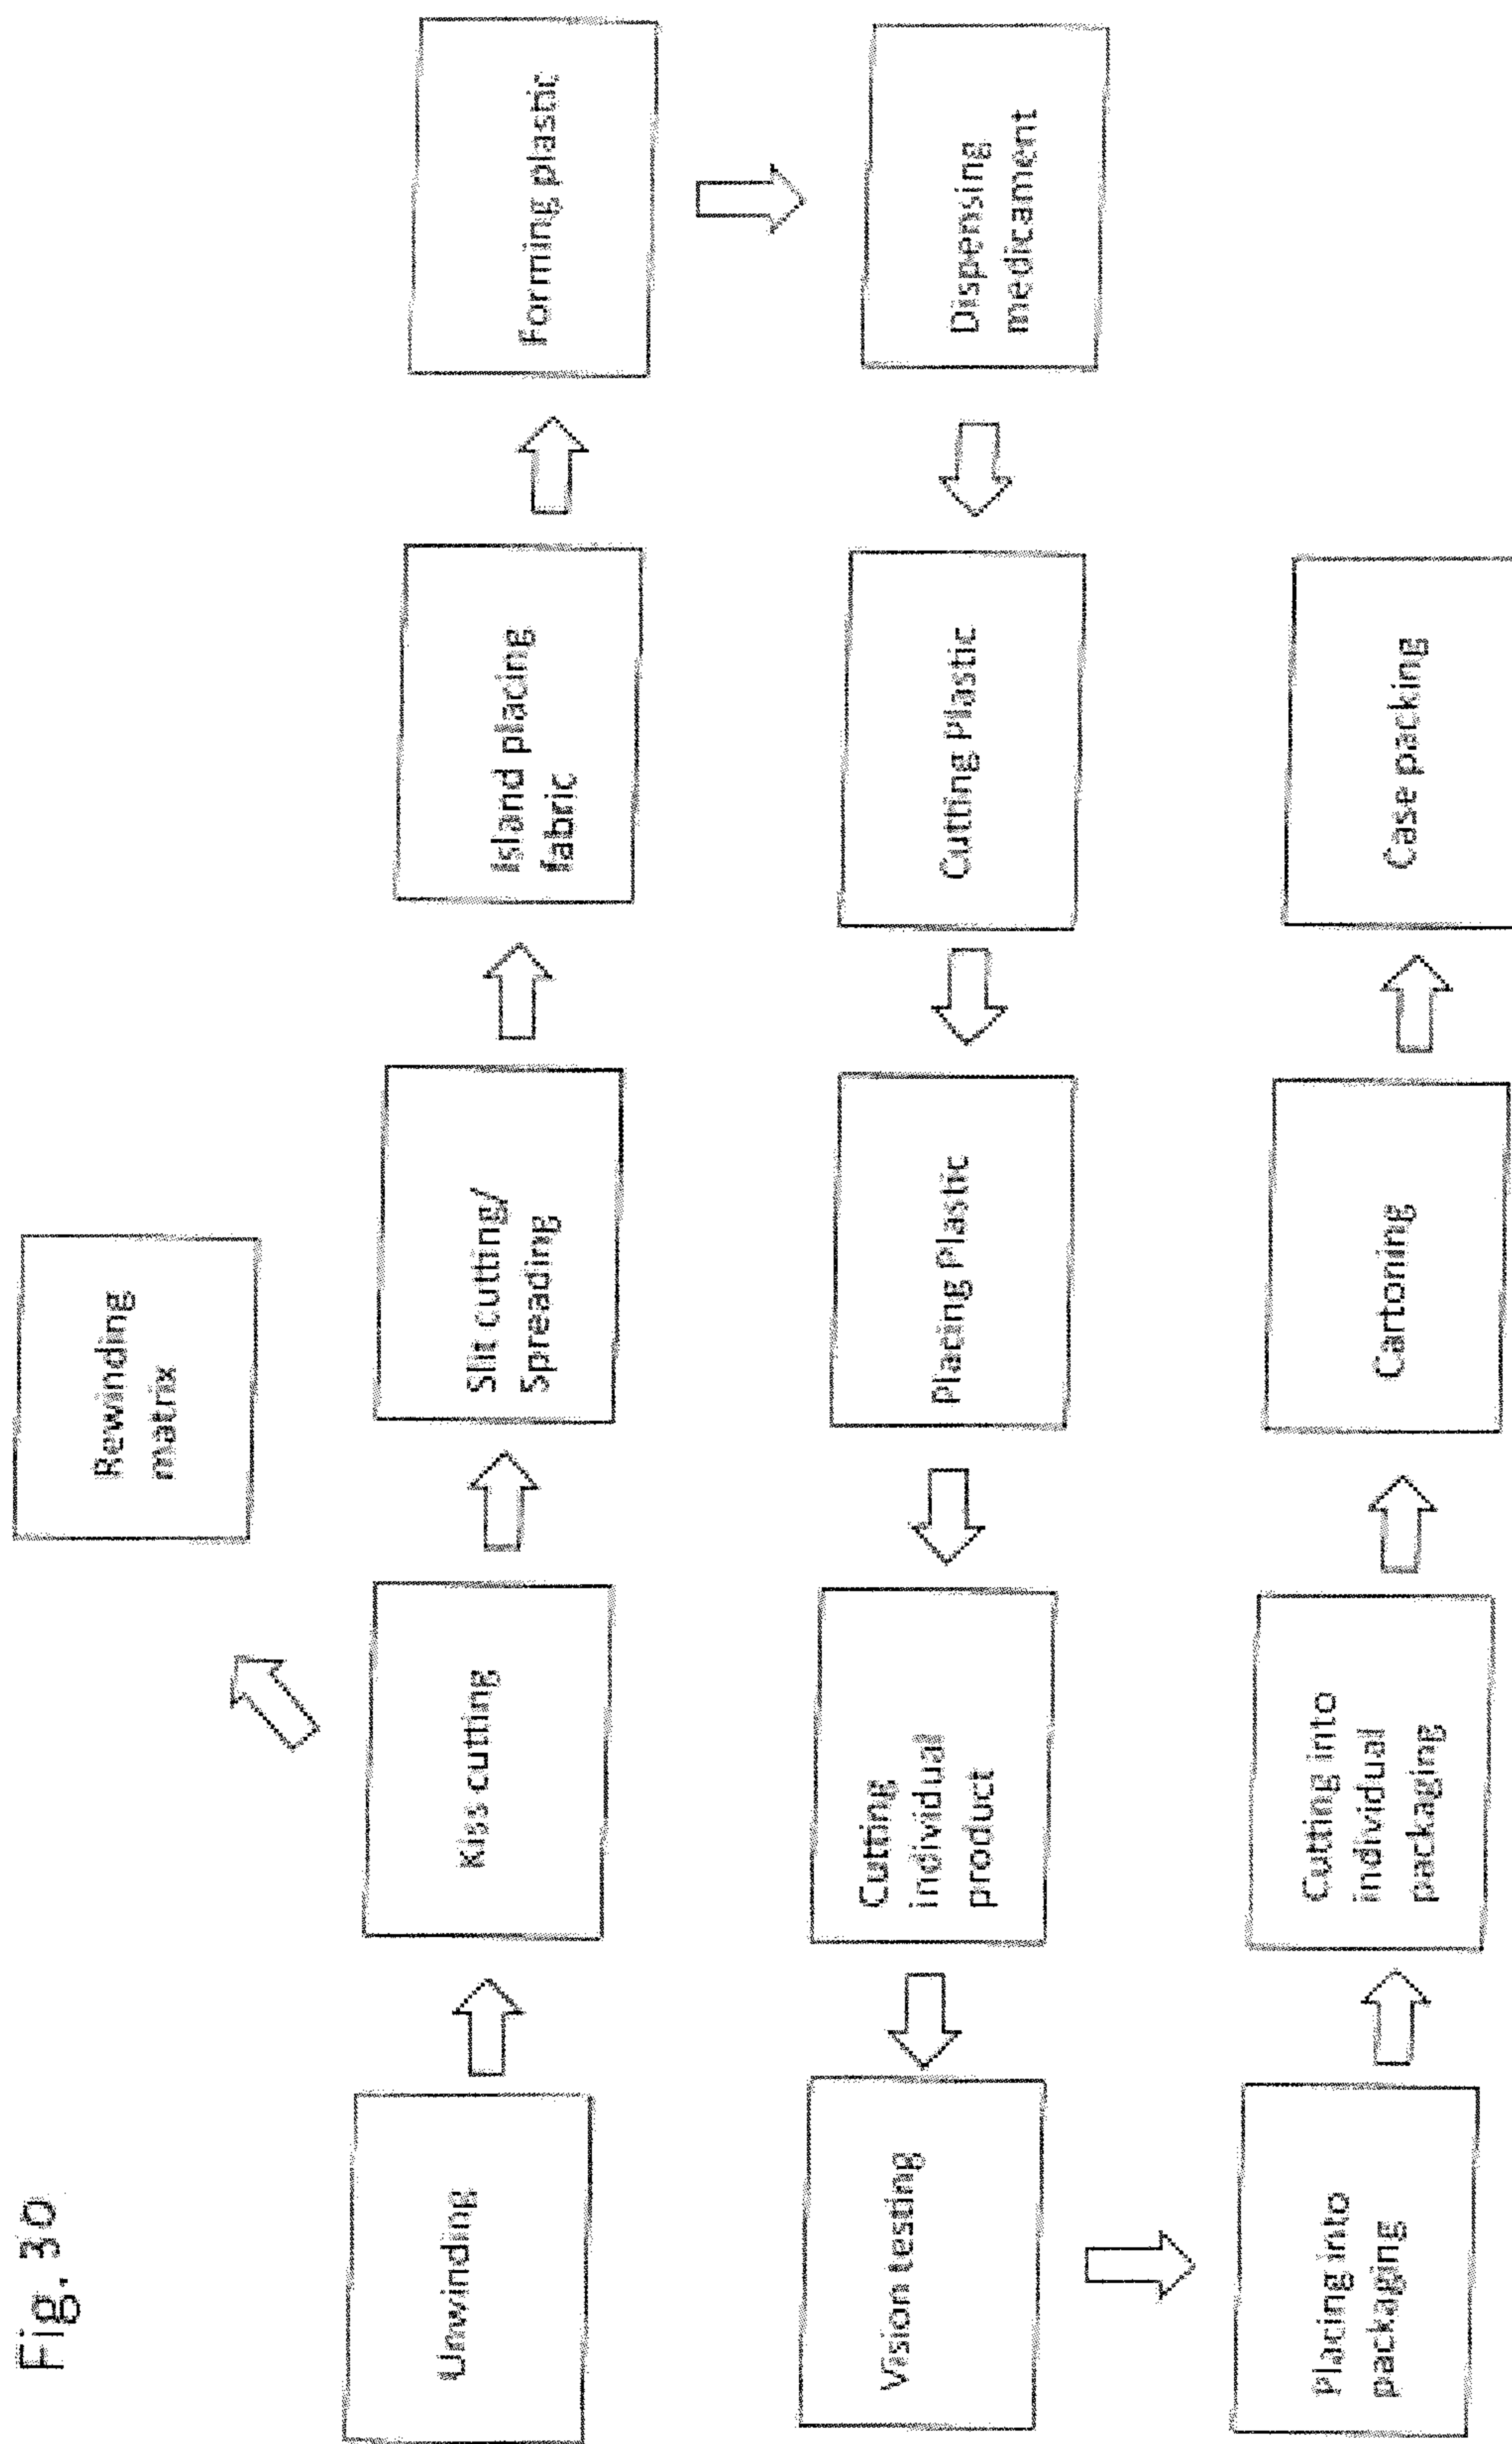 Fig. 30
Rewinding
matrix
Unwinding
Kiss cutting
Slit cutting/
Spreading
Island placing
fabric
Forming plastic
Dispensing
medicament
Cutting Plastic
Placing Plastic
Cutting
individual
product
Vision testing
Placing into
packaging
Cutting into
individual
packaging
Cartoning
Case packing